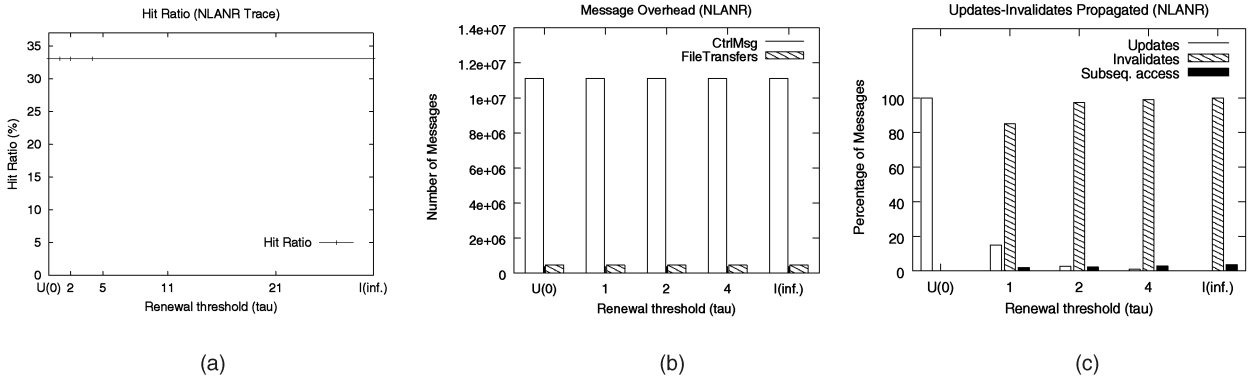 Hit Ratio (NLANR Trace)
Hit Ratio (%)
35
30
25
20
15
10
5
0
Hit Ratio
U(0) 2 5 11 21 I(inf.)
Renewal threshold (tau)
(a)
Message Overhead (NLANR)
Number of Messages
1.4e+07
1.2e+07
1e+07
8e+06
6e+06
4e+06
2e+06
0
CtrlMsg
FileTransfers
U(0) 1 2 4 I(inf.)
Renewal threshold (tau)
(b)
Updates-Invalidates Propagated (NLANR)
Percentage of Messages
100
80
60
40
20
0
Updates
Invalidates
Subseq. access
U(0) 1 2 4 I(inf.)
Renewal threshold (tau)
(c)